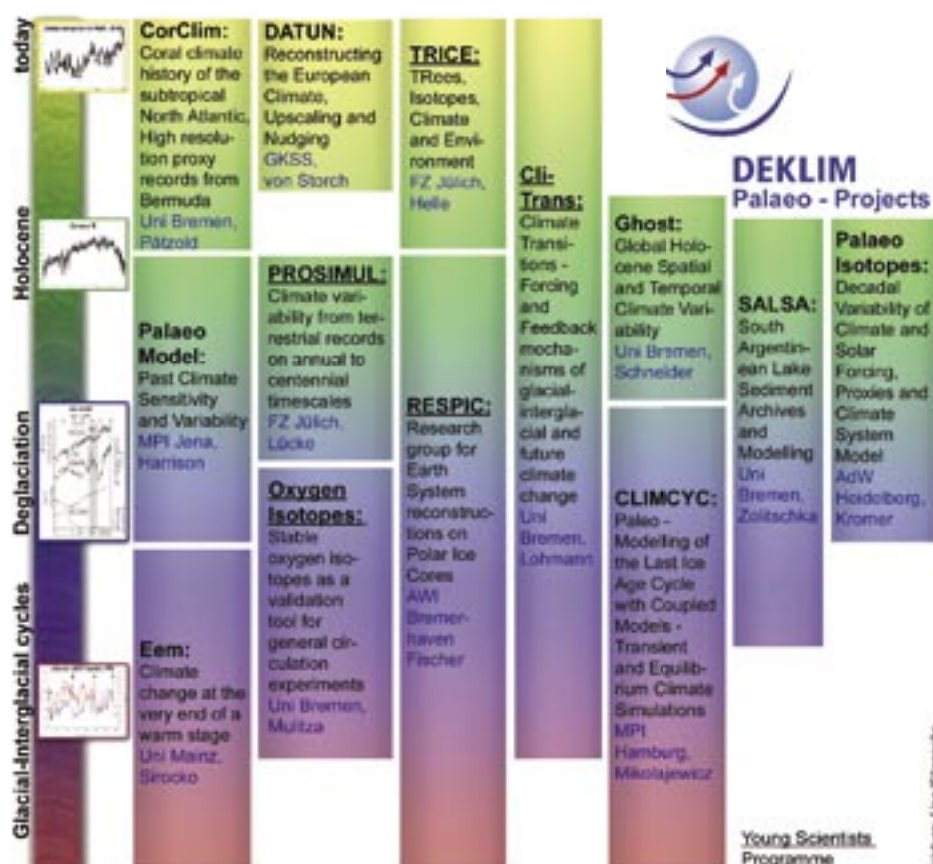 today
Holocene
Deglaciation
Glacial-Interglacial cycles
CorClim:
Coral climate
history of the
subtropical
North Atlantic,
High resolu-
tion proxy
records from
Bermuda
Uni Bremen,
Pätzold
Palaeo
Model:
Past Climate
Sensitivity
and Variability
MPI Jena,
Harrison
Eem:
Climate
change at the
very end of a
warm stage
Uni Mainz,
Sirocko
DATUN:
Reconstructing
the European
Climate,
Upscaling and
Nudging
GKSS,
von Storch
PROSIMUL:
Climate vari-
ability from ter-
restrial records
on annual to
centennial
timescales
FZ Jülich,
Lücke
Oxygen
Isotopes:
Stable
oxygen iso-
topes as a
validation
tool for
general cir-
culation
experiments
Uni Bremen,
Mulitza
TRICE:
TRees,
Isotopes,
Climate
and Envi-
ronment
FZ Jülich,
Helle
RESPIC:
Research
group for
Earth
System
reconstruc-
tions on
Polar Ice
Cores
AWI
Bremer-
haven
Fischer
Cli-
Trans:
Climate
Transi-
tions -
Forcing
and
Feedback
mecha-
nisms of
glacial-
intergla-
cial and
future
climate
change
Uni
Bremen,
Lohmann
Ghost:
Global Holo-
cene Spatial
and Temporal
Climate Vari-
ability
Uni Bremen,
Schneider
CLIMCYC:
Paleo -
Modelling of
the Last Ice
Age Cycle
with Coupled
Models -
Transient
and Equilib-
rium Climate
Simulations
MPI
Hamburg,
Mikolajewicz
DEKLIM
Palaeo - Projects
SALSA:
South
Argentin-
ean Lake
Sediment
Archives
and
Modelling
Uni
Bremen,
Zolitschka
Palaeo
Isotopes:
Decadal
Variability of
Climate and
Solar
Forcing,
Proxies and
Climate
System
Model
AdW
Heidelberg,
Kromer
Young Scientists
Programme